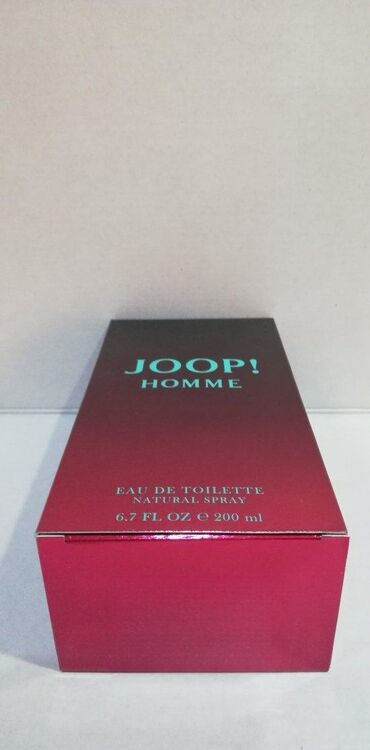 JOOP!
HOMME
EAU DE TOILETTE
NATURAL SPRAY
6.7 FL OZ ℮ 200 ml